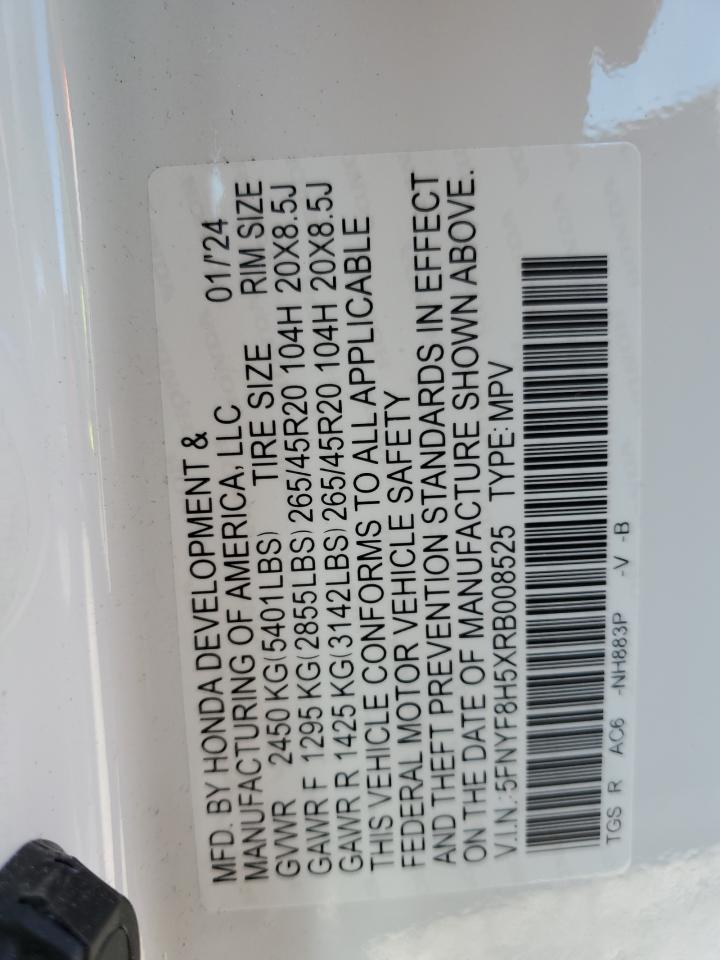 MFD. BY HONDA DEVELOPMENT &
MANUFACTURING OF AMERICA, LLC 01/'24
GVWR 2450 KG(5401LBS) TIRE SIZE RIM SIZE
GAWR F 1295 KG(2855LBS) 265/45R20 104H 20X8.5J
GAWR R 1425 KG(3142LBS) 265/45R20 104H 20X8.5J
THIS VEHICLE CONFORMS TO ALL APPLICABLE
FEDERAL MOTOR VEHICLE SAFETY
AND THEFT PREVENTION STANDARDS IN EFFECT
ON THE DATE OF MANUFACTURE SHOWN ABOVE.
V.I.N.:5FNYF8H5XRB008525 TYPE:MPV
TGS R AC6 -NH883P -V -B